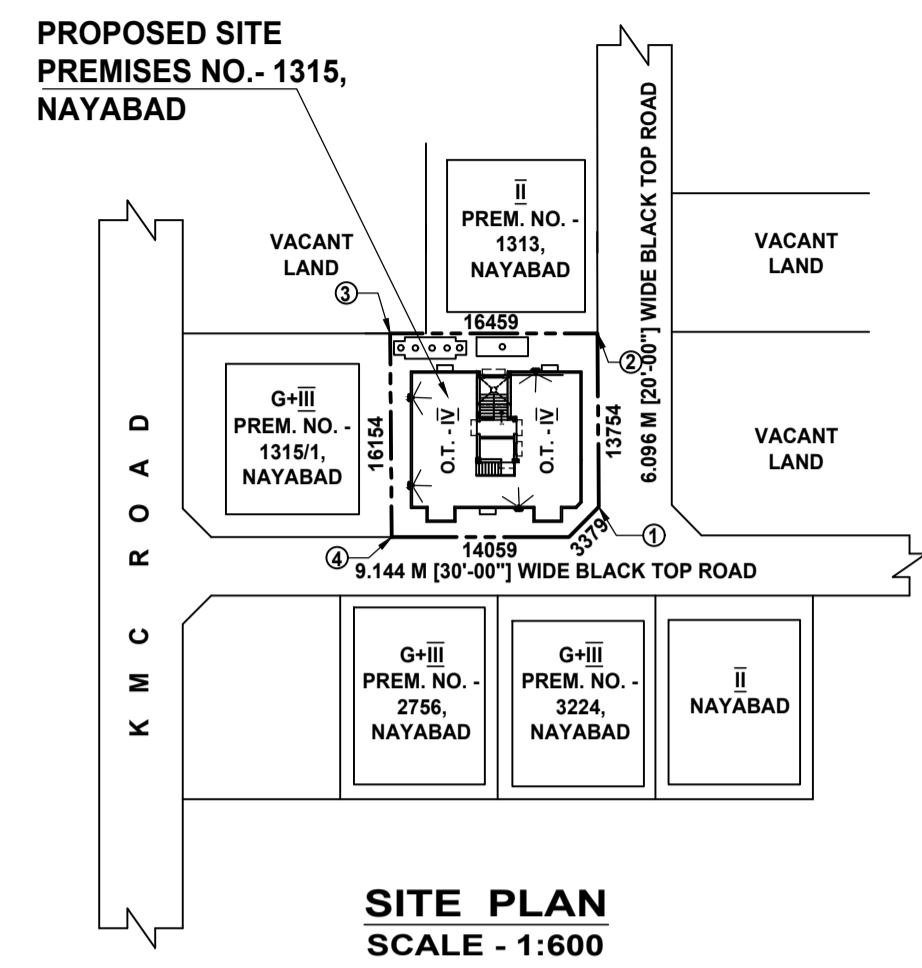 PROPOSED SITE
PREMISES NO.- 1315,
NAYABAD
II
PREM. NO. -
1313,
NAYABAD
6.096 M [20'-00"] WIDE BLACK TOP ROAD
VACANT
LAND
VACANT
LAND
3
16459
2
G+III
PREM. NO. -
1315/1,
NAYABAD
16154
O.T. - IV
O.T. - IV
13754
VACANT
LAND
KMC ROAD
1
3379
4
14059
9.144 M [30'-00"] WIDE BLACK TOP ROAD
G+III
PREM. NO. -
2756,
NAYABAD
G+III
PREM. NO. -
3224,
NAYABAD
II
NAYABAD
SITE PLAN
SCALE - 1:600